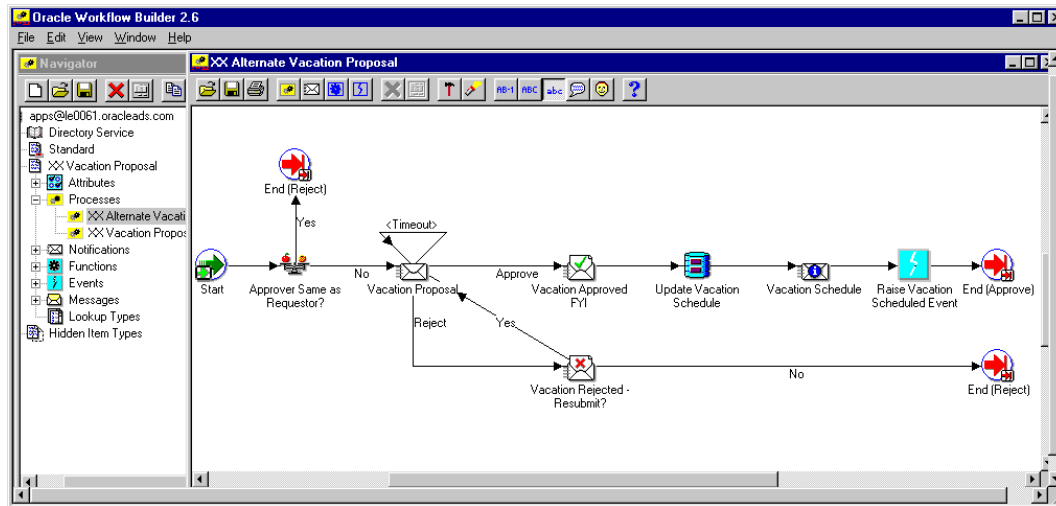 Oracle Workflow Builder 2.6
File Edit View Window Help
Navigator
XX Alternate Vacation Proposal
AB-1 ABC abc
apps@le0061.oracleads.com
Directory Service
Standard
XX Vacation Proposal
Attributes
Processes
XX Alternate Vacati
XX Vacation Propos
Notifications
Functions
Events
Messages
Lookup Types
Hidden Item Types
End (Reject)
Yes
<Timeout>
Start
Approver Same as
Requestor?
No
Vacation Proposal
Approve
Vacation Approved
FYI
Update Vacation
Schedule
Vacation Schedule
Raise Vacation
Scheduled Event
End (Approve)
Reject
Yes
Vacation Rejected -
Resubmit?
No
End (Reject)